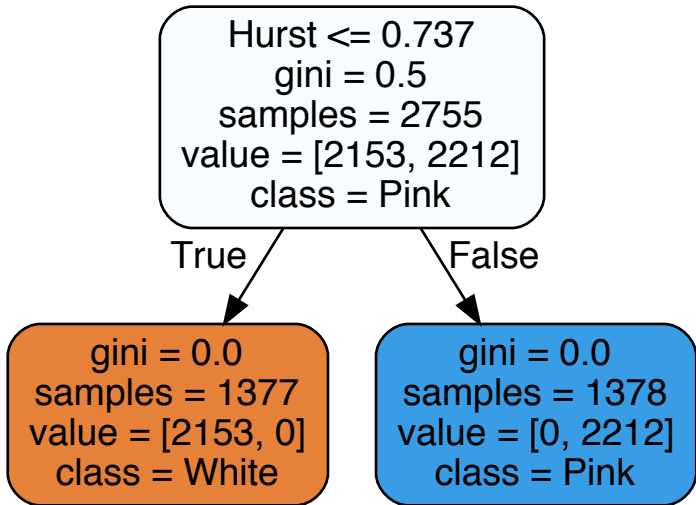 Hurst <= 0.737
gini = 0.5
samples = 2755
value = [2153, 2212]
class = Pink
True
False
gini = 0.0
samples = 1377
value = [2153, 0]
class = White
gini = 0.0
samples = 1378
value = [0, 2212]
class = Pink